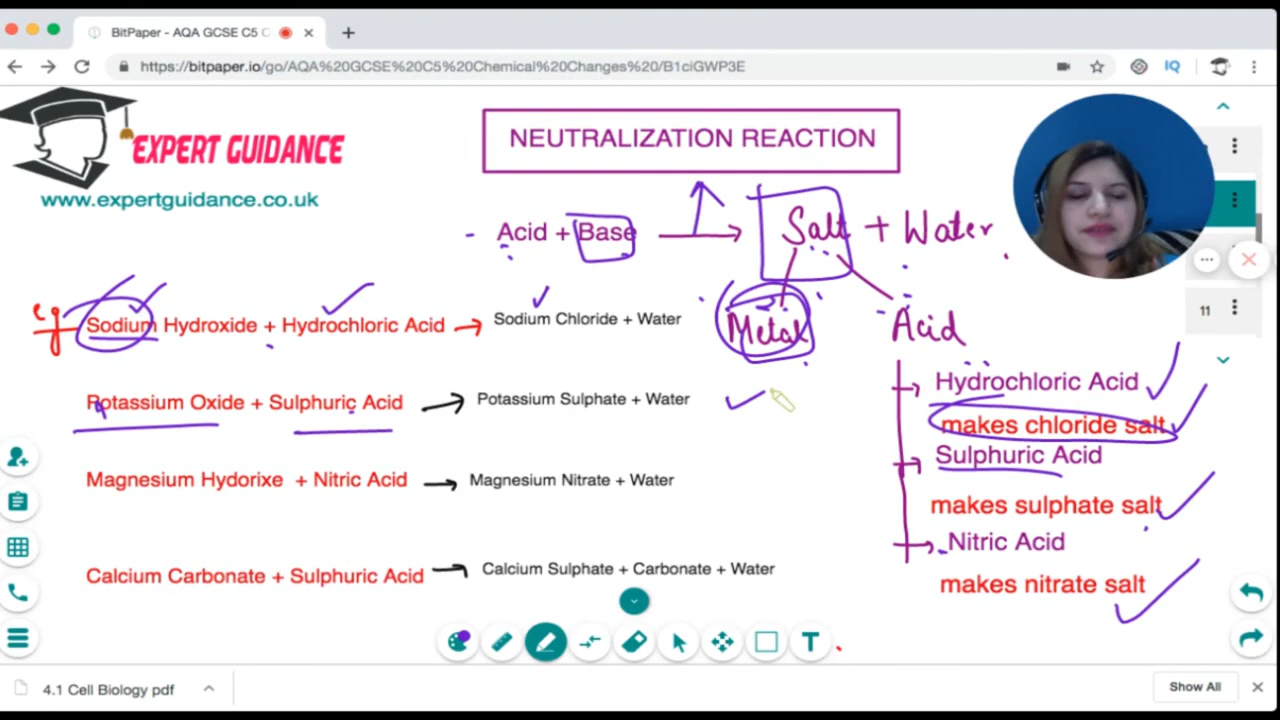 BitPaper - AQA GCSE C5 C
https://bitpaper.io/go/AQA%20GCSE%20C5%20Chemical%20Changes%20/B1ciGWP3E
IQ
EXPERT GUIDANCE
www.expertguidance.co.uk
NEUTRALIZATION REACTION
Acid + Base → Salt + Water
eg
Sodium Hydroxide + Hydrochloric Acid → Sodium Chloride + Water
Metal
Acid
Potassium Oxide + Sulphuric Acid → Potassium Sulphate + Water
Magnesium Hydorixe + Nitric Acid → Magnesium Nitrate + Water
Calcium Carbonate + Sulphuric Acid → Calcium Sulphate + Carbonate + Water
Hydrochloric Acid
makes chloride salt
Sulphuric Acid
makes sulphate salt
Nitric Acid
makes nitrate salt
11
T
4.1 Cell Biology pdf
Show All